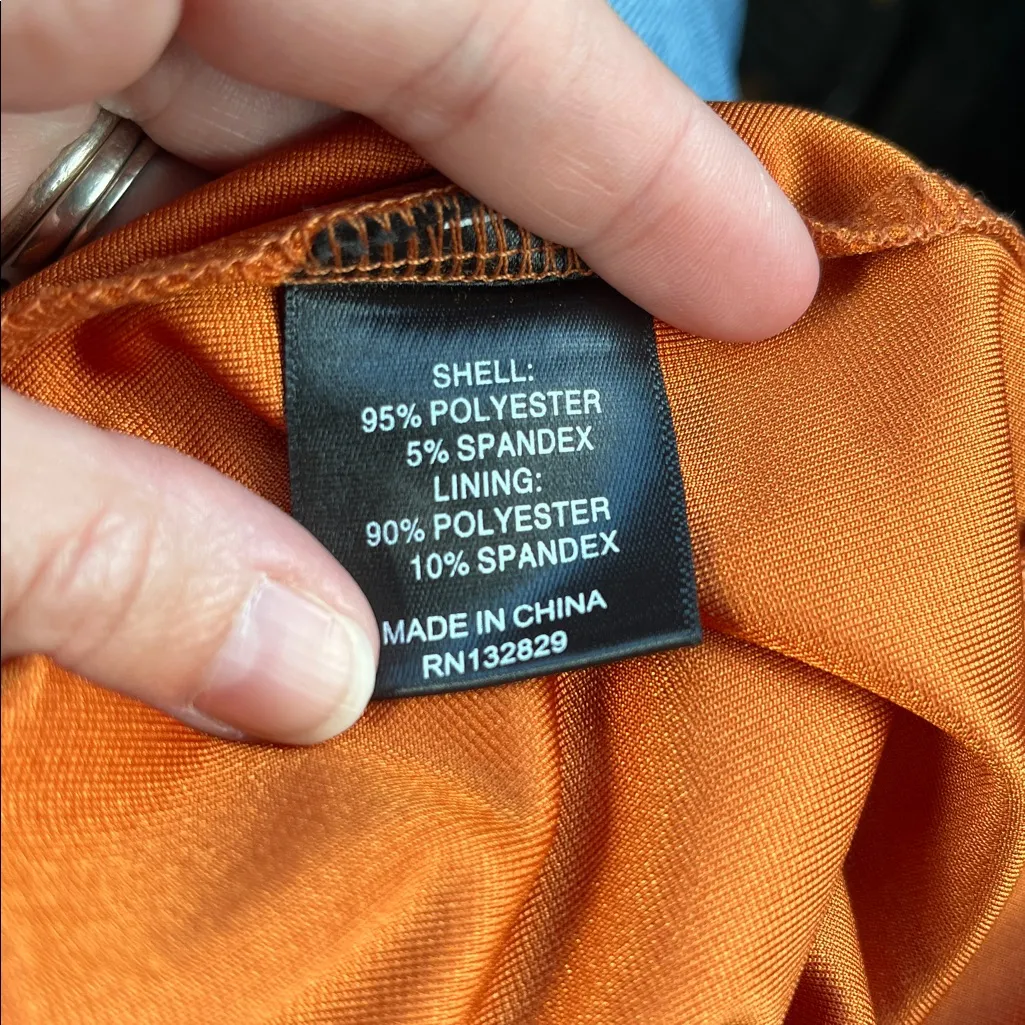 SHELL:
95% POLYESTER
5% SPANDEX
LINING:
90% POLYESTER
10% SPANDEX
MADE IN CHINA
RN132829